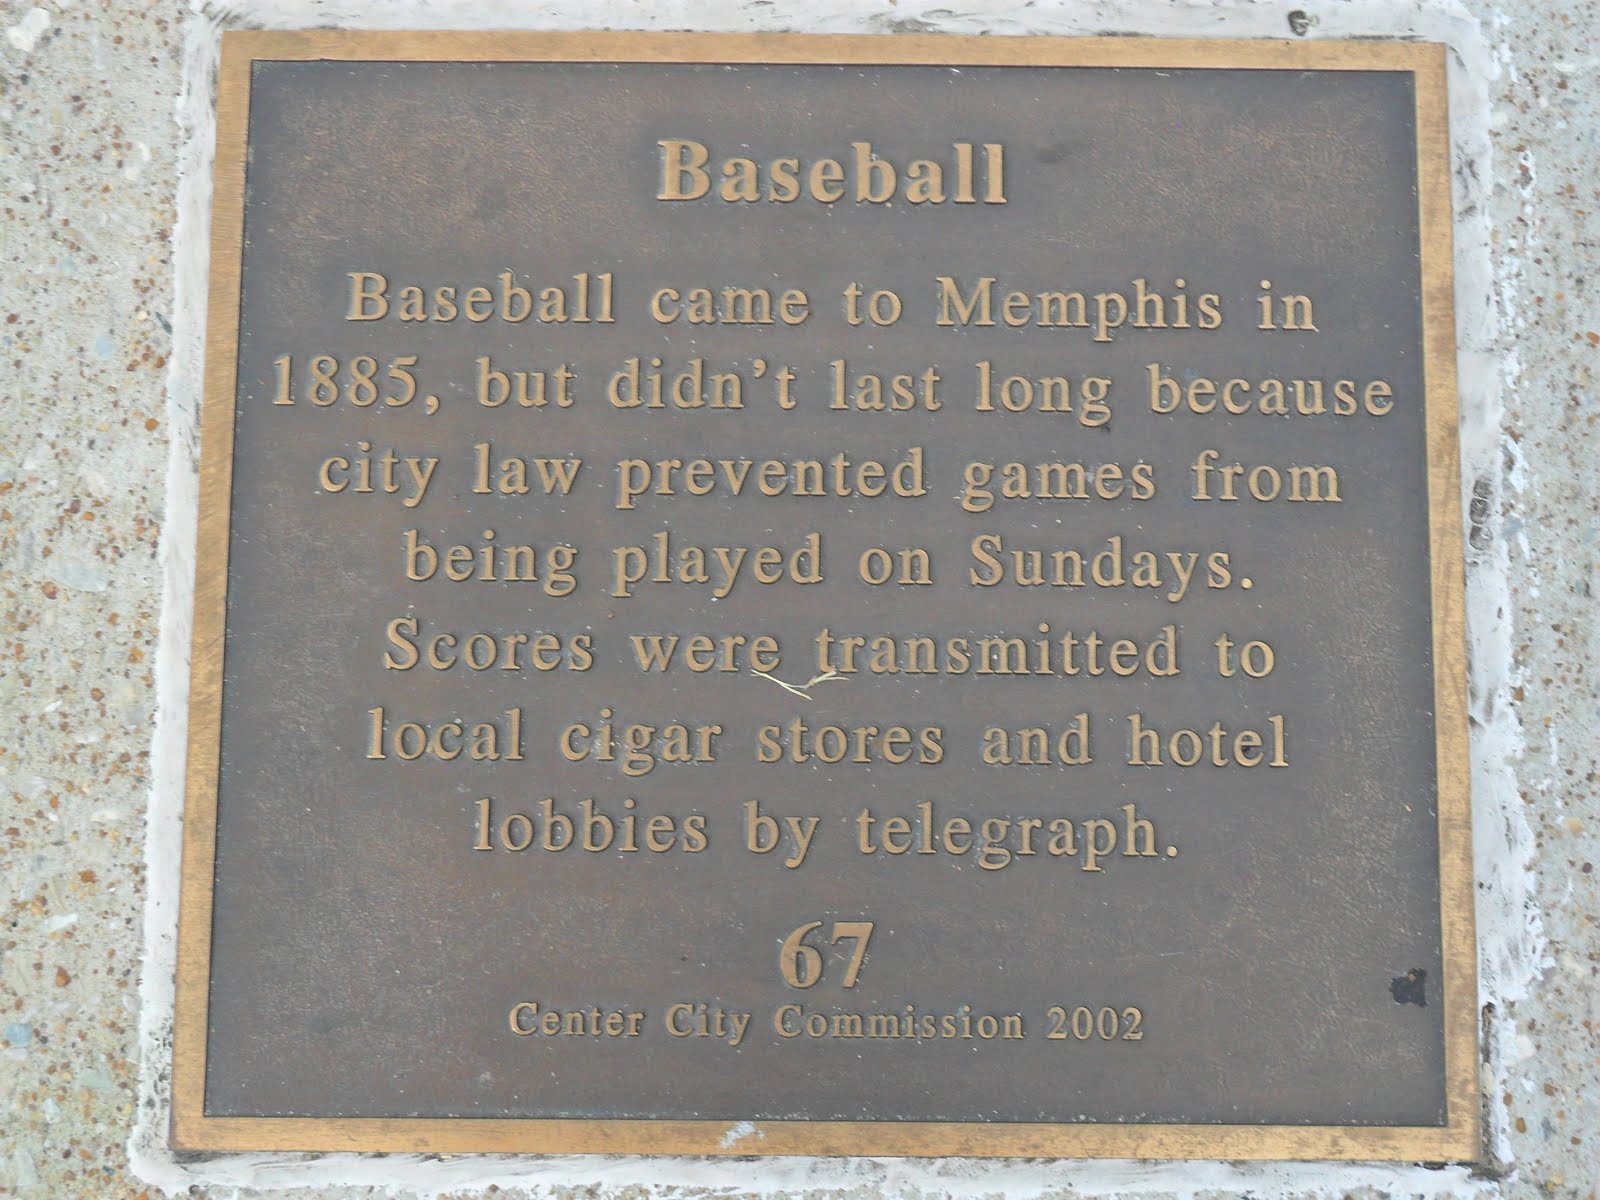 Baseball
Baseball came to Memphis in
1885, but didn't last long because
city law prevented games from
being played on Sundays.
Scores were transmitted to
local cigar stores and hotel
lobbies by telegraph.
67
Center City Commission 2002